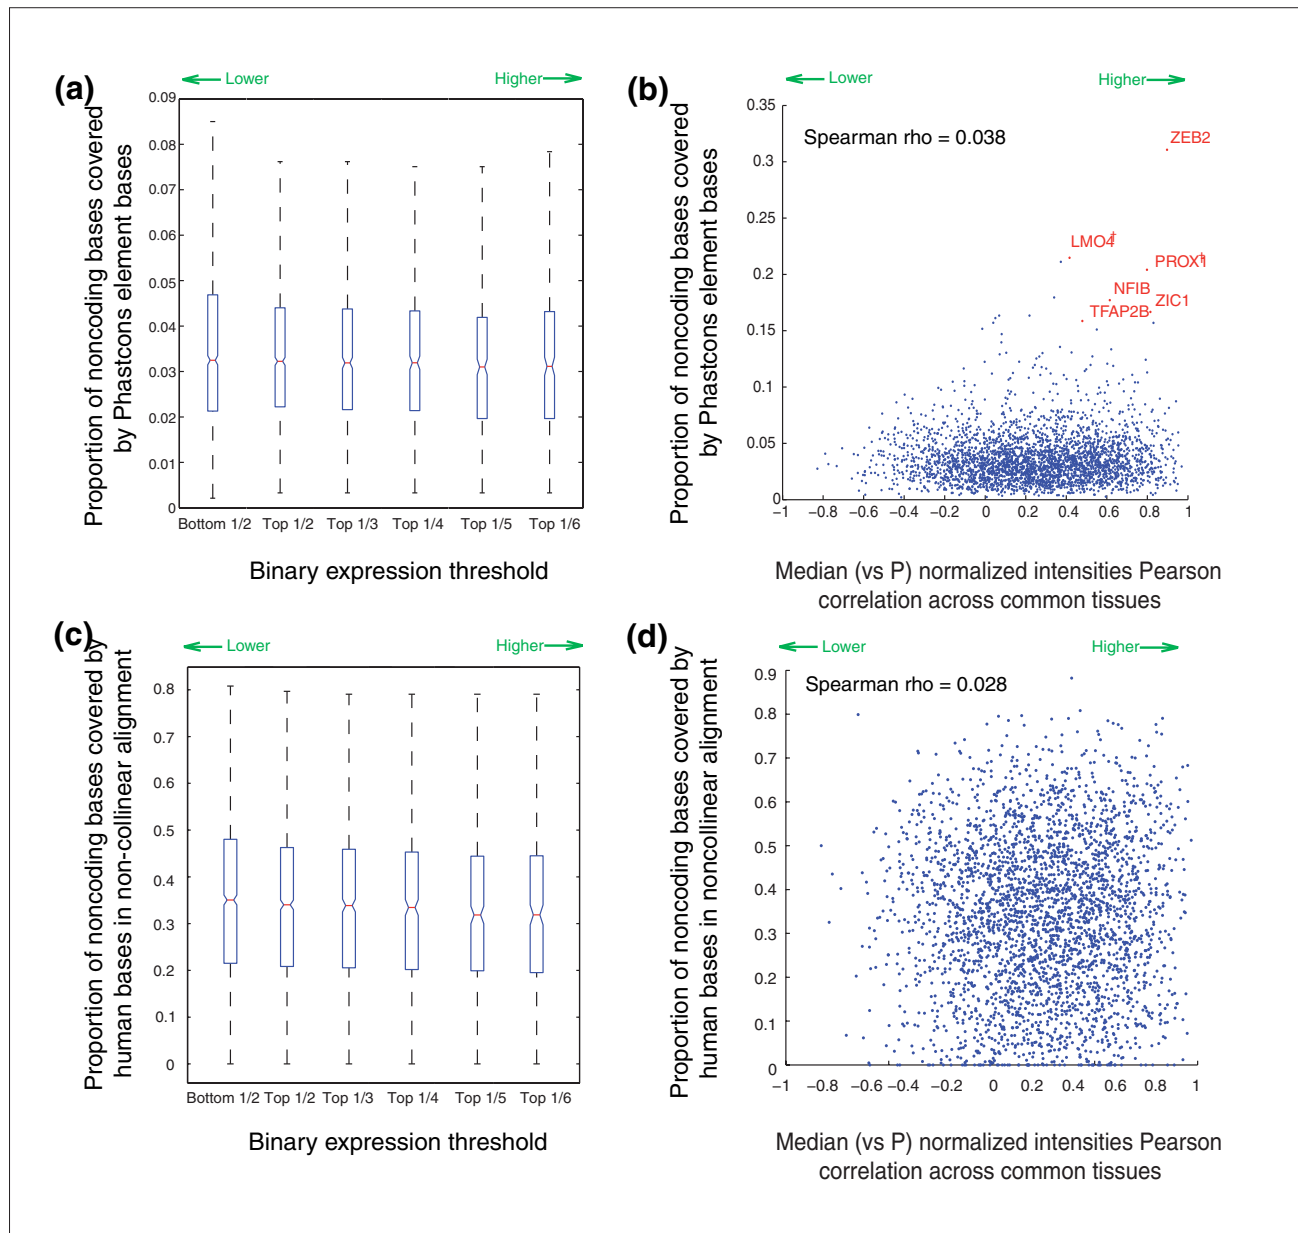 (a)
Lower
Higher
0.09
0.08
0.07
0.06
0.05
0.04
0.03
0.02
0.01
0
Proportion of noncoding bases covered
by Phastcons element bases
Bottom 1/2 Top 1/2 Top 1/3 Top 1/4 Top 1/5 Top 1/6
Binary expression threshold
(b)
Lower
Higher
Spearman rho = 0.038
0.35
0.3
0.25
0.2
0.15
0.1
0.05
0
Proportion of noncoding bases covered
by Phastcons element bases
ZEB2
LMO4†
PROX1†
NFIB
ZIC1
TFAP2B
−1 −0.8 −0.6 −0.4 −0.2 0 0.2 0.4 0.6 0.8 1
Median (vs P) normalized intensities Pearson
correlation across common tissues
(c)
Lower
Higher
0.8
0.7
0.6
0.5
0.4
0.3
0.2
0.1
0
Proportion of noncoding bases covered by
human bases in non-collinear alignment
Bottom 1/2 Top 1/2 Top 1/3 Top 1/4 Top 1/5 Top 1/6
Binary expression threshold
(d)
Lower
Higher
Spearman rho = 0.028
0.9
0.8
0.7
0.6
0.5
0.4
0.3
0.2
0.1
0
Proportion of noncoding bases covered by
human bases in noncollinear alignment
−1 −0.8 −0.6 −0.4 −0.2 0 0.2 0.4 0.6 0.8 1
Median (vs P) normalized intensities Pearson
correlation across common tissues